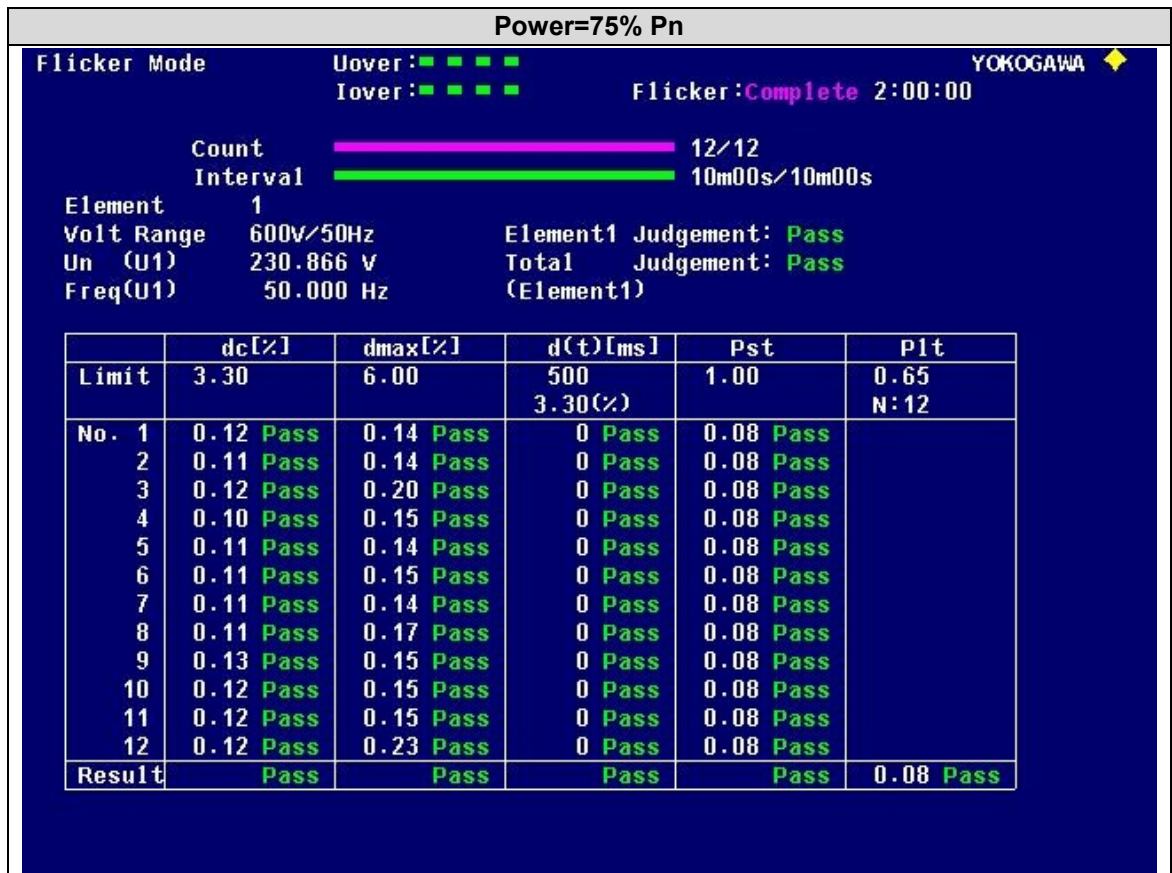 Power=75% Pn
Flicker Mode Uover: YOKOGAWA
Iover: Flicker:Complete 2:00:00
Count 12/12
Interval 10m00s/10m00s
Element 1
Volt Range 600V/50Hz Element1 Judgement: Pass
Un (U1) 230.866 V Total Judgement: Pass
Freq(U1) 50.000 Hz (Element1)
dc[%] dmax[%] d(t)[ms] Pst Plt
Limit 3.30 6.00 500 1.00 0.65
3.30(%) N:12
No. 1 0.12 Pass 0.14 Pass 0 Pass 0.08 Pass
2 0.11 Pass 0.14 Pass 0 Pass 0.08 Pass
3 0.12 Pass 0.20 Pass 0 Pass 0.08 Pass
4 0.10 Pass 0.15 Pass 0 Pass 0.08 Pass
5 0.11 Pass 0.14 Pass 0 Pass 0.08 Pass
6 0.11 Pass 0.15 Pass 0 Pass 0.08 Pass
7 0.11 Pass 0.14 Pass 0 Pass 0.08 Pass
8 0.11 Pass 0.17 Pass 0 Pass 0.08 Pass
9 0.13 Pass 0.15 Pass 0 Pass 0.08 Pass
10 0.12 Pass 0.15 Pass 0 Pass 0.08 Pass
11 0.12 Pass 0.15 Pass 0 Pass 0.08 Pass
12 0.12 Pass 0.23 Pass 0 Pass 0.08 Pass
Result Pass Pass Pass Pass 0.08 Pass